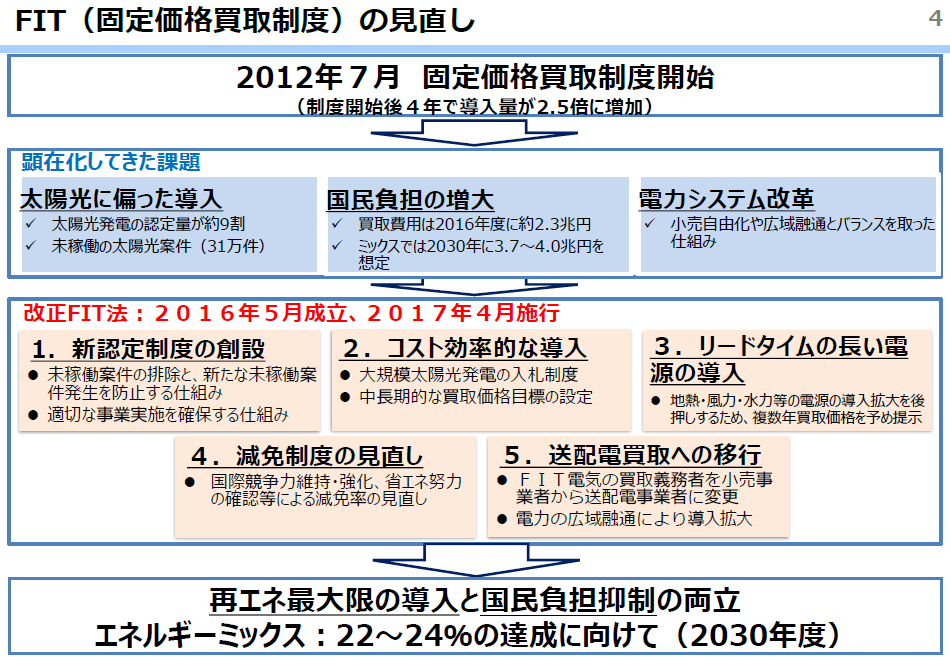 FIT（固定価格買取制度）の見直し
4
2012年７月　固定価格買取制度開始
（制度開始後４年で導入量が2.5倍に増加）
顕在化してきた課題
太陽光に偏った導入
✓ 太陽光発電の認定量が約9割
✓ 未稼働の太陽光案件（31万件）
国民負担の増大
✓ 買取費用は2016年度に約2.3兆円
✓ ミックスでは2030年に3.7～4.0兆円を
想定
電力システム改革
✓ 小売自由化や広域融通とバランスを取った
仕組み
改正FIT法：２０１６年５月成立、２０１７年４月施行
１．新認定制度の創設
● 未稼働案件の排除と、新たな未稼働案
件発生を防止する仕組み
● 適切な事業実施を確保する仕組み
２．コスト効率的な導入
● 大規模太陽光発電の入札制度
● 中長期的な買取価格目標の設定
３．リードタイムの長い電
源の導入
● 地熱・風力・水力等の電源の導入拡大を後
押しするため、複数年買取価格を予め提示
４．減免制度の見直し
● 国際競争力維持・強化、省エネ努力
の確認等による減免率の見直し
５．送配電買取への移行
● ＦＩＴ電気の買取義務者を小売事
業者から送配電事業者に変更
● 電力の広域融通により導入拡大
再エネ最大限の導入と国民負担抑制の両立
エネルギーミックス：22～24%の達成に向けて（2030年度）